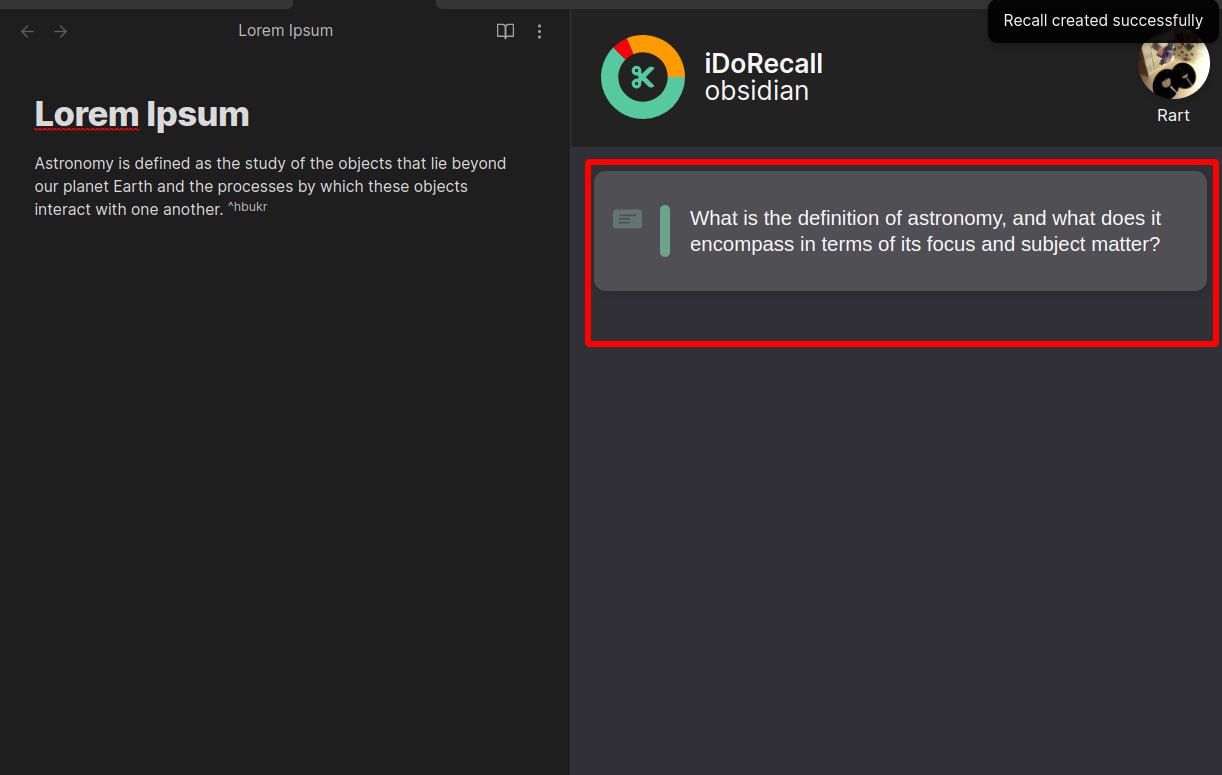 Lorem Ipsum
Lorem Ipsum
Astronomy is defined as the study of the objects that lie beyond
our planet Earth and the processes by which these objects
interact with one another. ^hbukr
Recall created successfully
iDoRecall
obsidian
Rart
What is the definition of astronomy, and what does it
encompass in terms of its focus and subject matter?